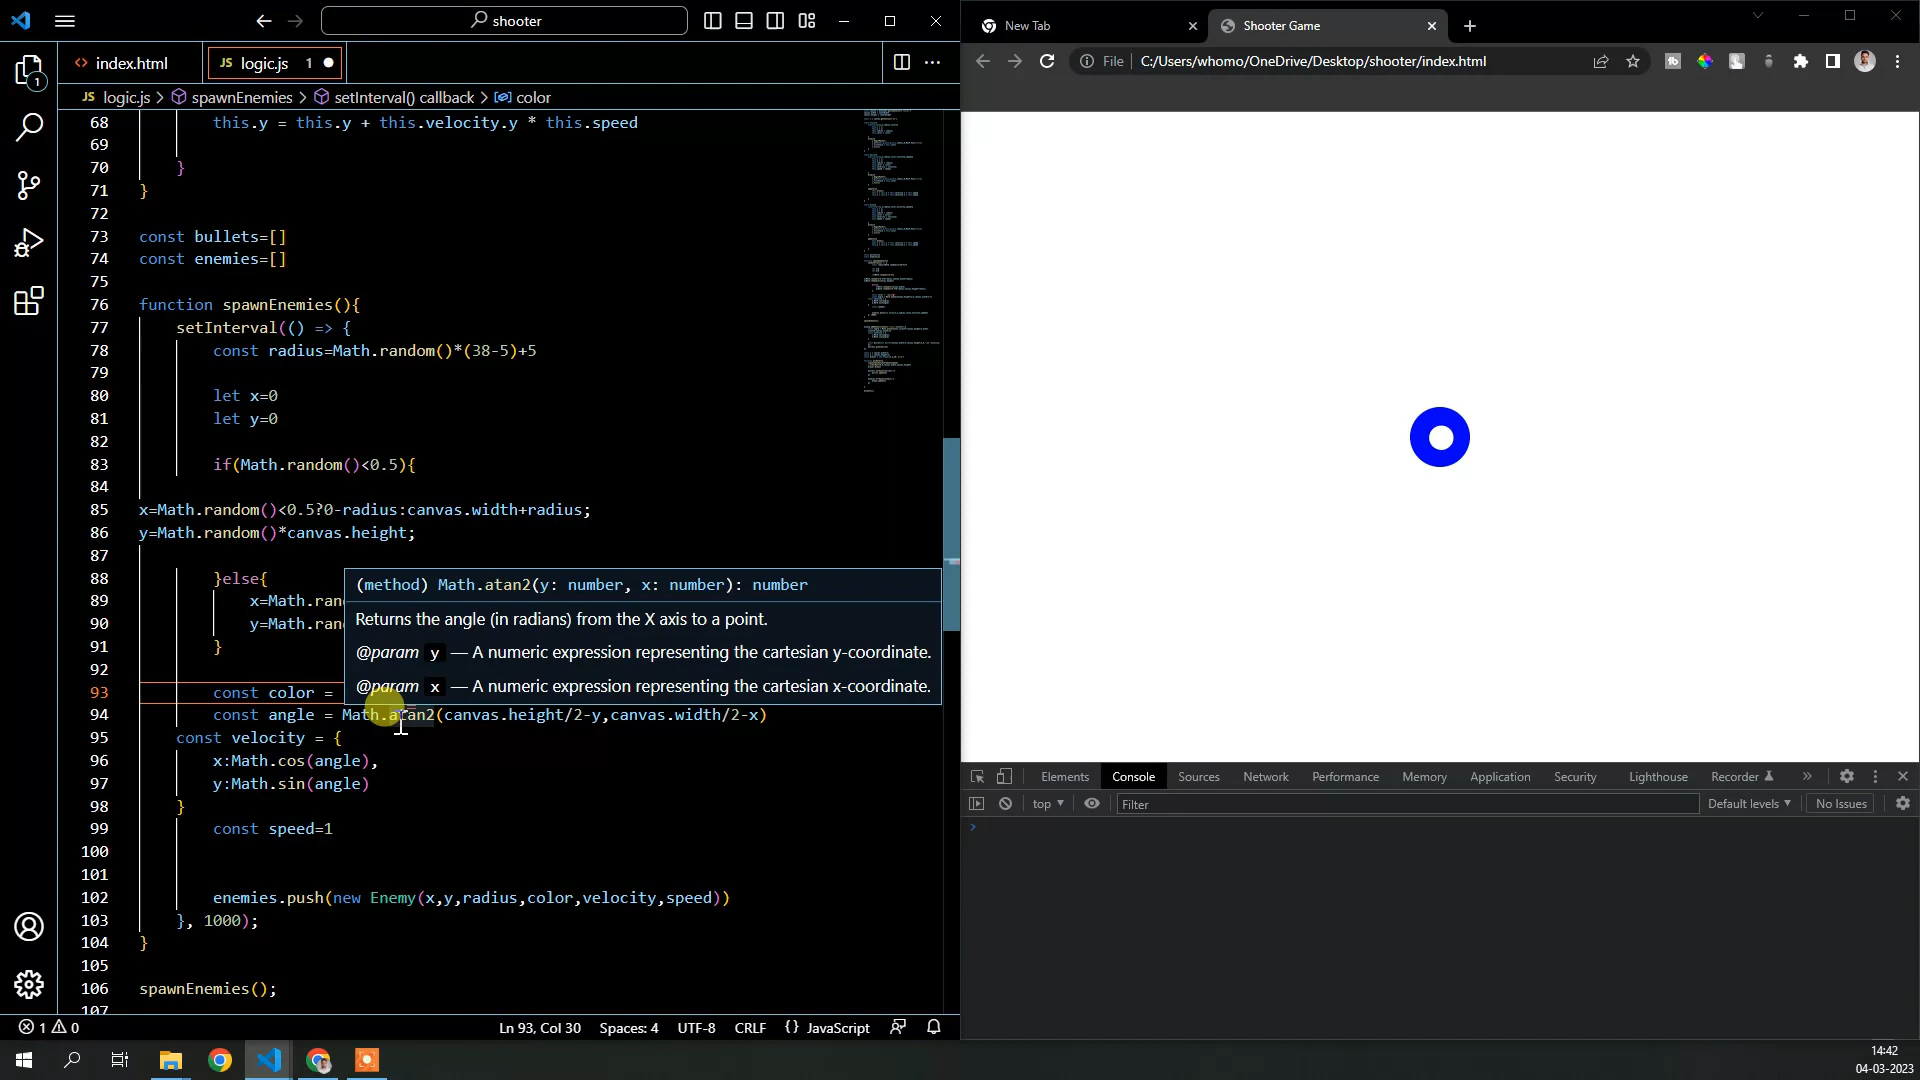 shooter
index.html
JS logic.js 1
JS logic.js > spawnEnemies > setInterval() callback > color
68 this.y = this.y + this.velocity.y * this.speed
69
70 }
71 }
72
73 const bullets=[]
74 const enemies=[]
75
76 function spawnEnemies(){
77 setInterval(() => {
78 const radius=Math.random()*(38-5)+5
79
80 let x=0
81 let y=0
82
83 if(Math.random()<0.5){
84
85 x=Math.random()<0.5?0-radius:canvas.width+radius;
86 y=Math.random()*canvas.height;
87
88 }else{
89 x=Math.ran
90 y=Math.ran
91 }
92
93 const color =
94 const angle = Math.atan2(canvas.height/2-y,canvas.width/2-x)
95 const velocity = {
96 x:Math.cos(angle),
97 y:Math.sin(angle)
98 }
99 const speed=1
100
101
102 enemies.push(new Enemy(x,y,radius,color,velocity,speed))
103 }, 1000);
104 }
105
106 spawnEnemies();
107
(method) Math.atan2(y: number, x: number): number
Returns the angle (in radians) from the X axis to a point.
@param y — A numeric expression representing the cartesian y-coordinate.
@param x — A numeric expression representing the cartesian x-coordinate.
1
1 0
Ln 93, Col 30 Spaces: 4 UTF-8 CRLF {} JavaScript
New Tab
Shooter Game
File C:/Users/whomo/OneDrive/Desktop/shooter/index.html
Elements Console Sources Network Performance Memory Application Security Lighthouse Recorder
top Filter Default levels No Issues
14:42
04-03-2023